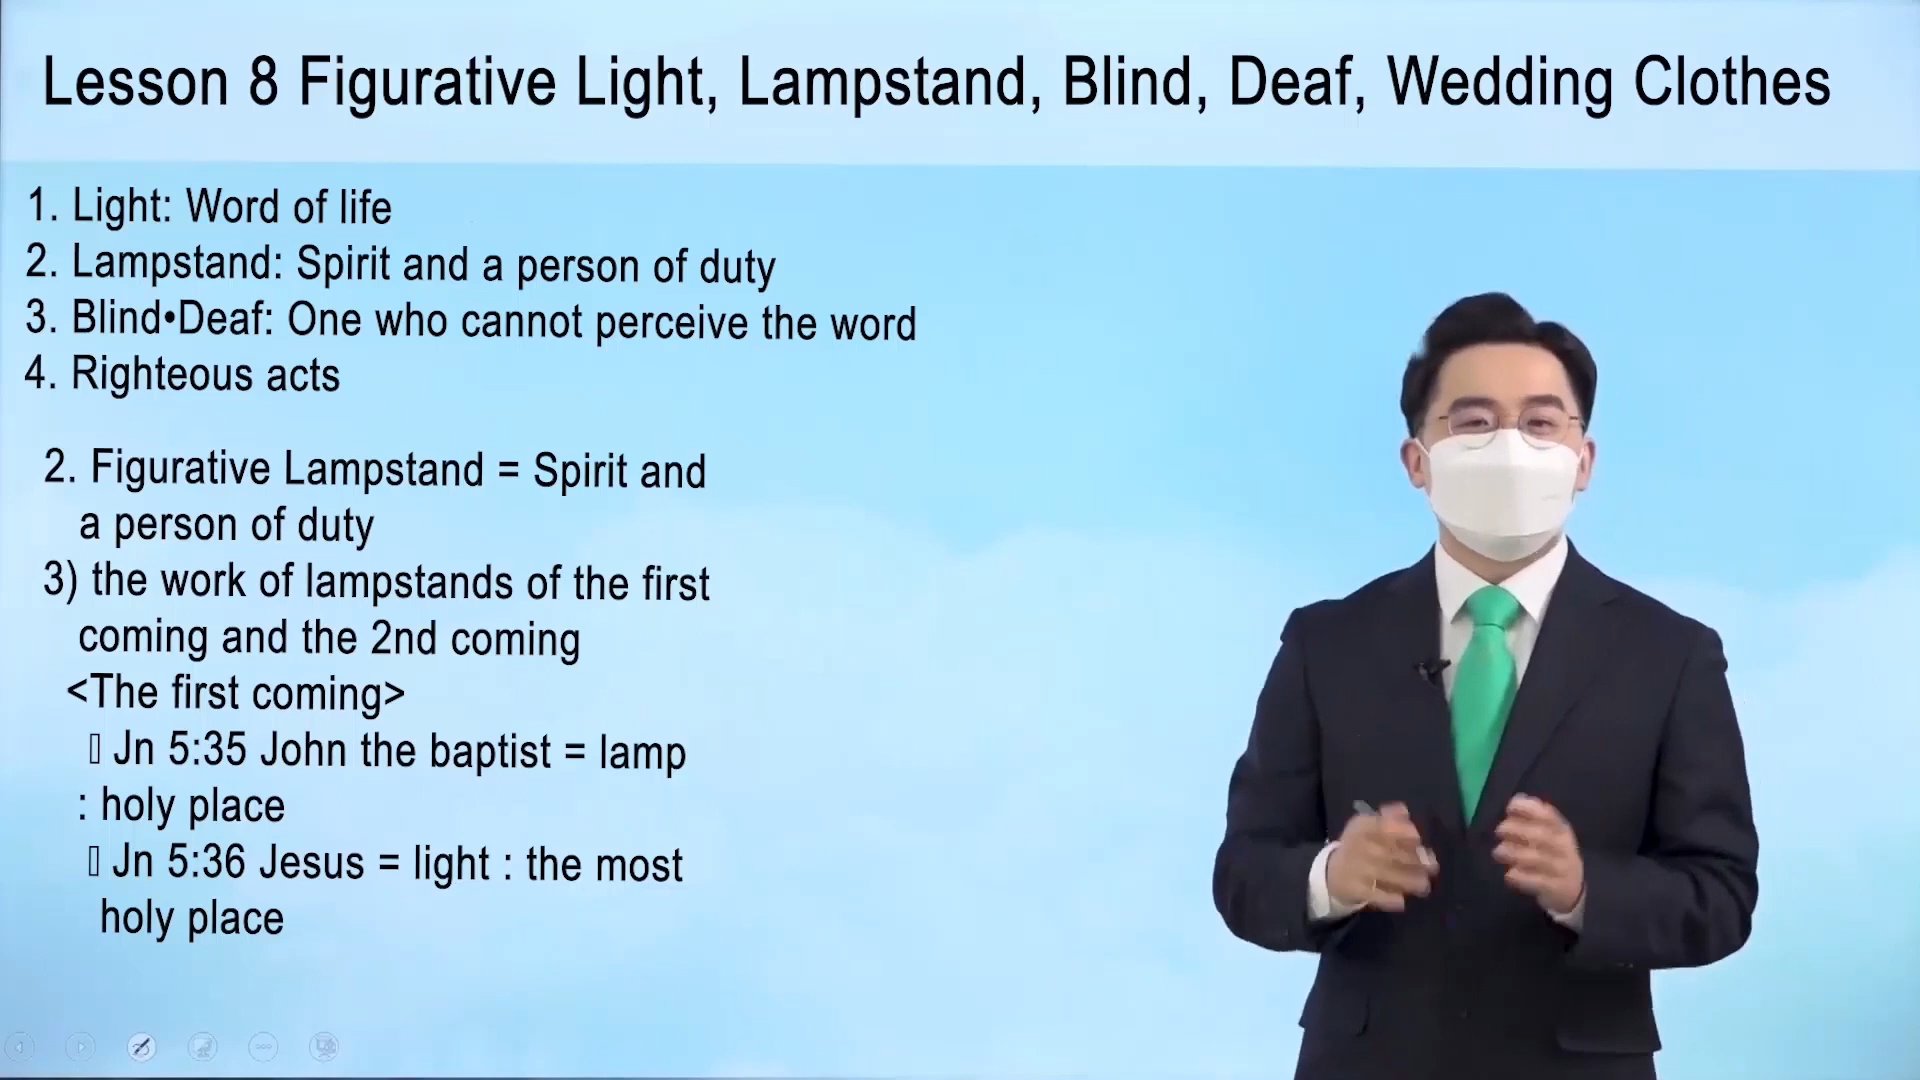 Lesson 8 Figurative Light, Lampstand, Blind, Deaf, Wedding Clothes
1. Light: Word of life
2. Lampstand: Spirit and a person of duty
3. Blind•Deaf: One who cannot perceive the word
4. Righteous acts
2. Figurative Lampstand = Spirit and
a person of duty
3) the work of lampstands of the first
coming and the 2nd coming
<The first coming>
▯ Jn 5:35 John the baptist = lamp
: holy place
▯ Jn 5:36 Jesus = light : the most
holy place